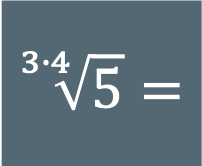 ³·⁴√5 =